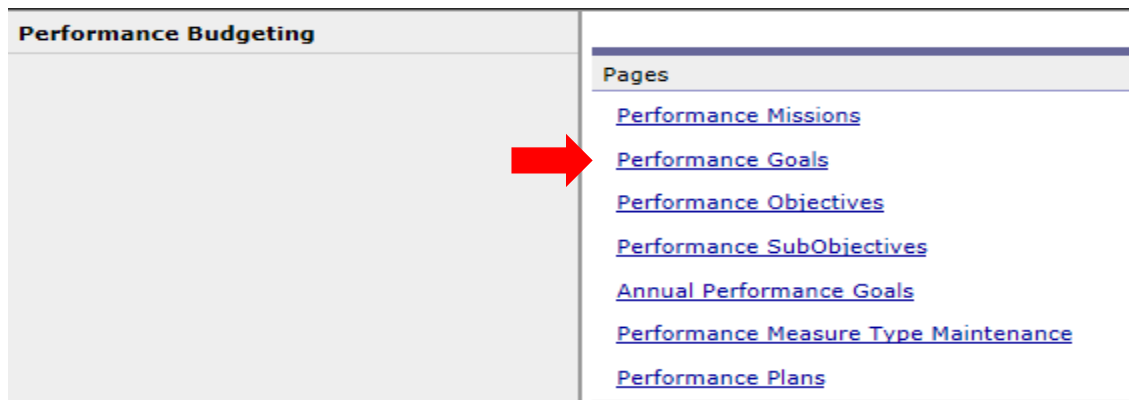 Performance Budgeting
Pages
Performance Missions
Performance Goals
Performance Objectives
Performance SubObjectives
Annual Performance Goals
Performance Measure Type Maintenance
Performance Plans